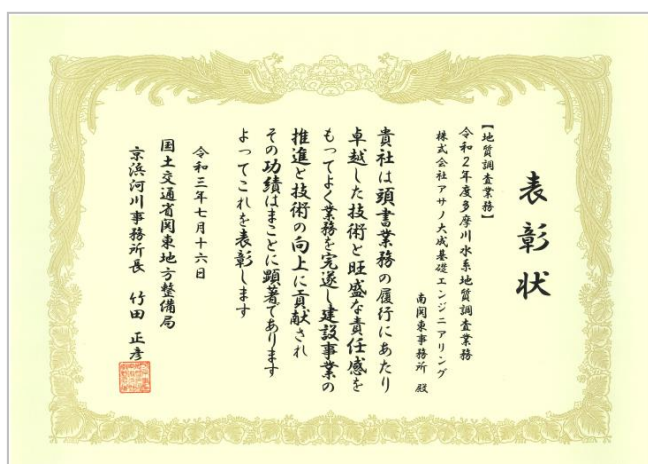 表彰状
【地質調査業務】
令和2年度多摩川水系地質調査業務
株式会社アサノ大成基礎エンジニアリング
南関東事務所 殿
貴社は頭書業務の履行にあたり
卓越した技術と旺盛な責任感を
もってよく業務を完遂し建設事業の
推進と技術の向上に貢献され
その功績はまことに顕著であります
よってこれを表彰します
令和三年七月十六日
国土交通省関東地方整備局
京浜河川事務所長 竹田 正彦